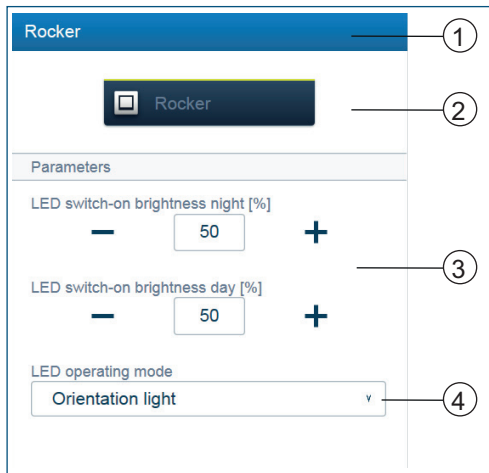 Rocker
1
Rocker
2
Parameters
LED switch-on brightness night [%]
− 50 +
3
LED switch-on brightness day [%]
− 50 +
LED operating mode
Orientation light
4